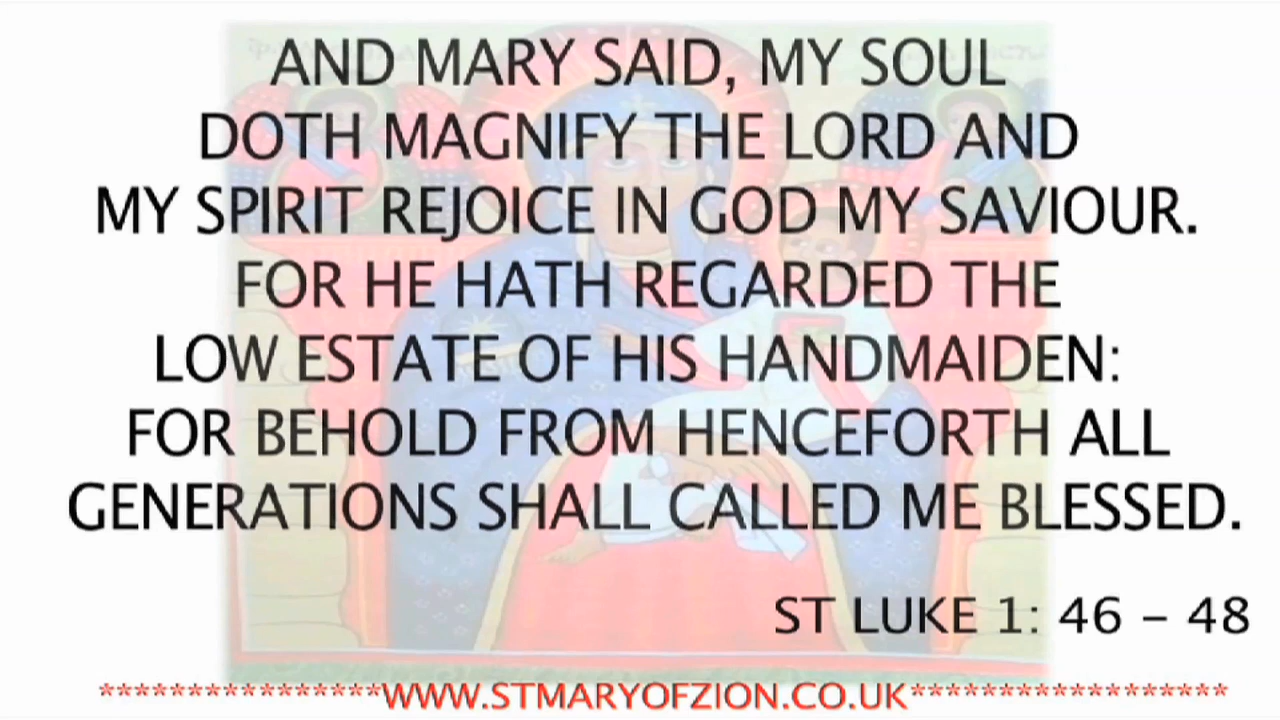 AND MARY SAID, MY SOUL
DOTH MAGNIFY THE LORD AND
MY SPIRIT REJOICE IN GOD MY SAVIOUR.
FOR HE HATH REGARDED THE
LOW ESTATE OF HIS HANDMAIDEN:
FOR BEHOLD FROM HENCEFORTH ALL
GENERATIONS SHALL CALLED ME BLESSED.
ST LUKE 1: 46 – 48
****************WWW.STMARYOFZION.CO.UK******************